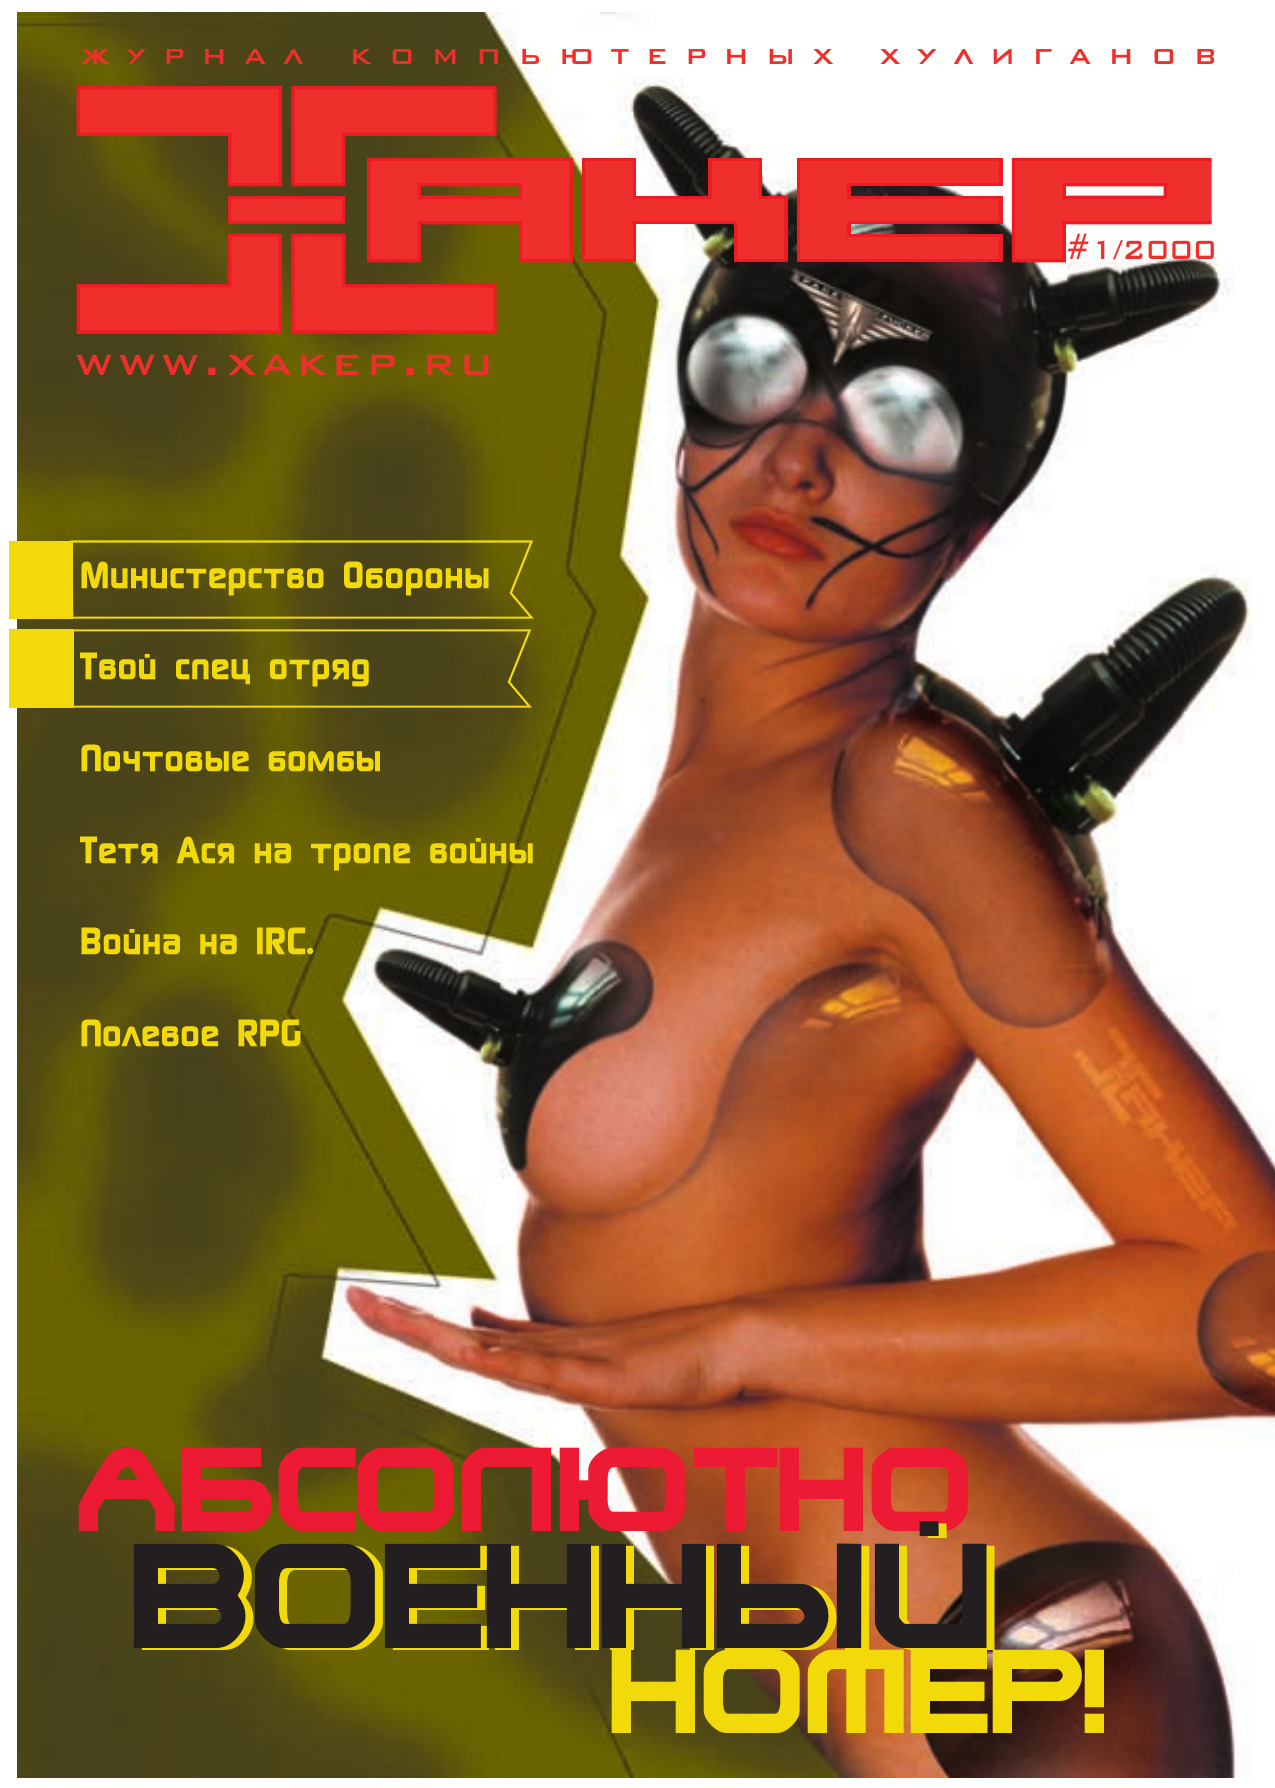 ЖУРНАЛ КОМПЬЮТЕРНЫХ ХУЛИГАНОВ
ХАКЕР
#1/2000
WWW.XAKEP.RU
Министерство Обороны
Твой спец отряд
Почтовые бомбы
Тетя Ася на тропе войны
Война на IRC.
Полевое RPG
ХАКЕР
АБСОЛЮТНО
ВОЕННЫЙ
НОМЕР!